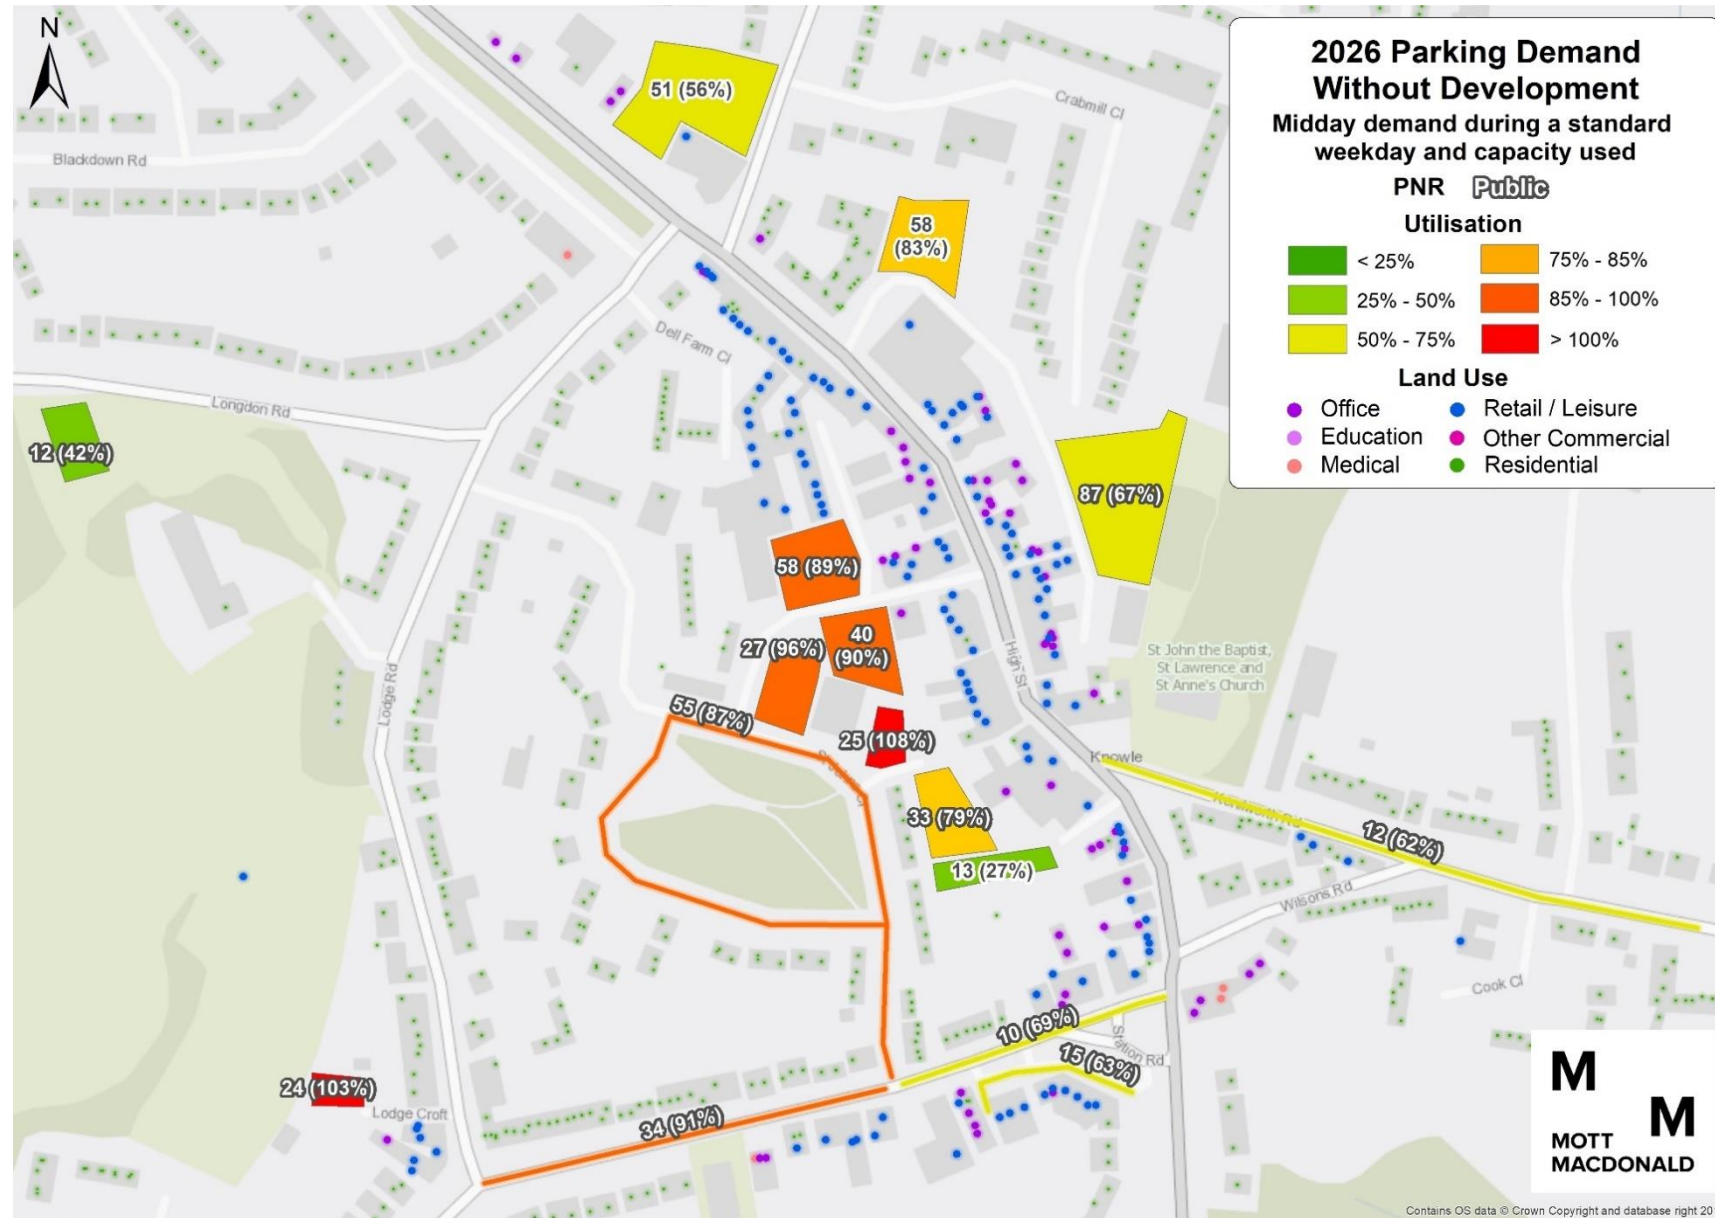 N
2026 Parking Demand
Without Development
Midday demand during a standard
weekday and capacity used
PNR Public
Utilisation
< 25% 75% - 85%
25% - 50% 85% - 100%
50% - 75% > 100%
Land Use
Office Retail / Leisure
Education Other Commercial
Medical Residential
51 (56%)
Crabmill Cl
Blackdown Rd
58
(83%)
Dell Farm Cl
Longdon Rd
12 (42%)
87 (67%)
58 (89%)
27 (96%)
40
(90%)
High St
St John the Baptist,
St Lawrence and
St Anne's Church
Lodge Rd
55 (87%)
25 (108%)
Knowle
33 (79%)
Kenilworth Rd
12 (62%)
13 (27%)
Wilsons Rd
Cook Cl
10 (69%)
Station Rd
15 (63%)
24 (103%)
Lodge Croft
34 (91%)
M
M
MOTT
MACDONALD
Contains OS data © Crown Copyright and database right 20